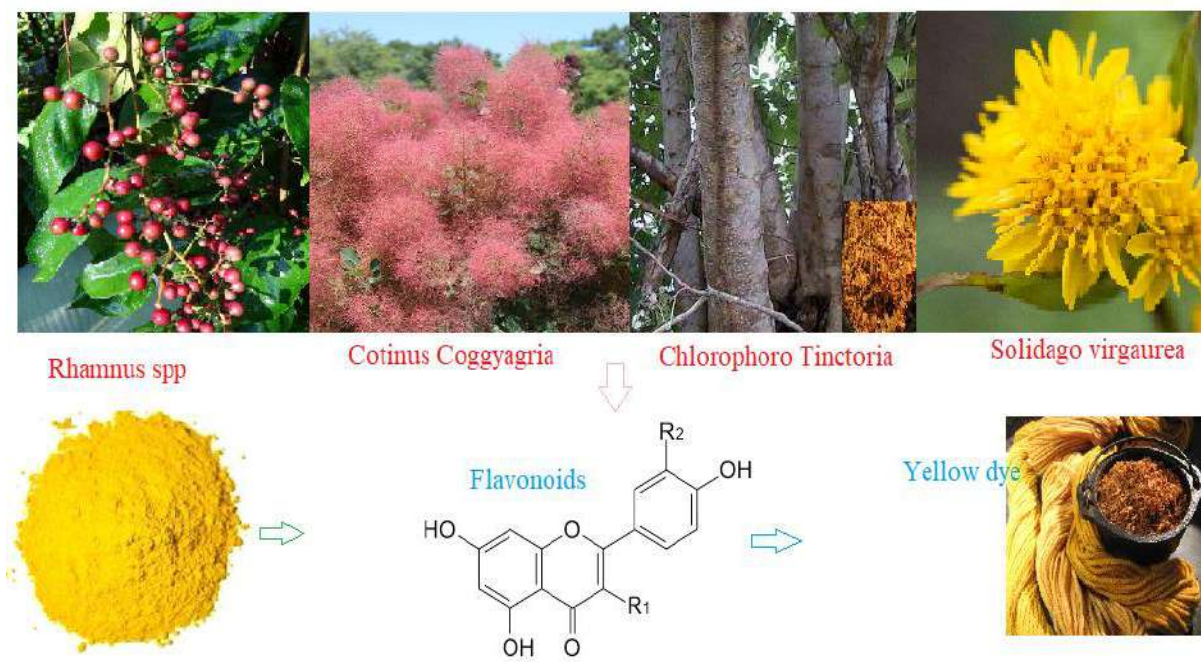 Rhamnus spp
Cotinus Coggyagria
Chlorophoro Tinctoria
Solidago virgaurea
Flavonoids
Yellow dye
R2
OH
HO
O
R1
OH
O